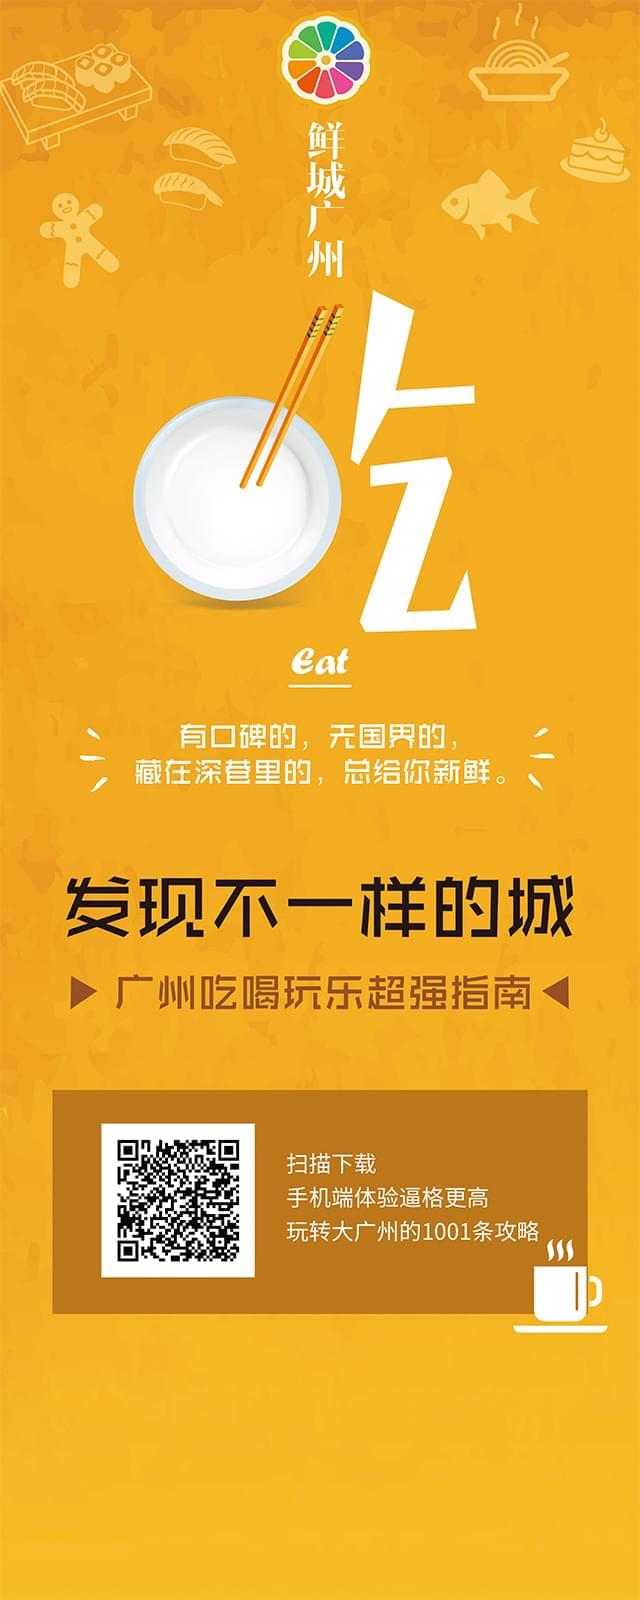 鲜城广州
吃
Eat
有口碑的，无国界的，
藏在深巷里的，总给你新鲜。
发现不一样的城
广州吃喝玩乐超强指南
扫描下载
手机端体验逼格更高
玩转大广州的1001条攻略